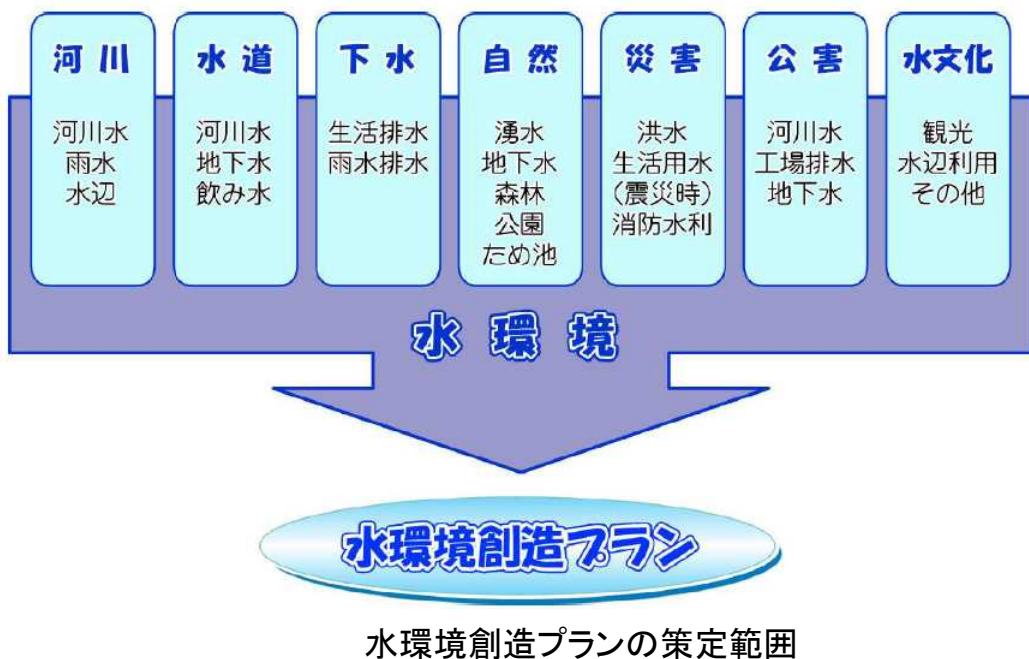 河川
河川水
雨水
水辺
水道
河川水
地下水
飲み水
下水
生活排水
雨水排水
自然
湧水
地下水
森林
公園
ため池
災害
洪水
生活用水
(震災時)
消防水利
公害
河川水
工場排水
地下水
水文化
観光
水辺利用
その他
水環境
水環境創造プラン
水環境創造プランの策定範囲